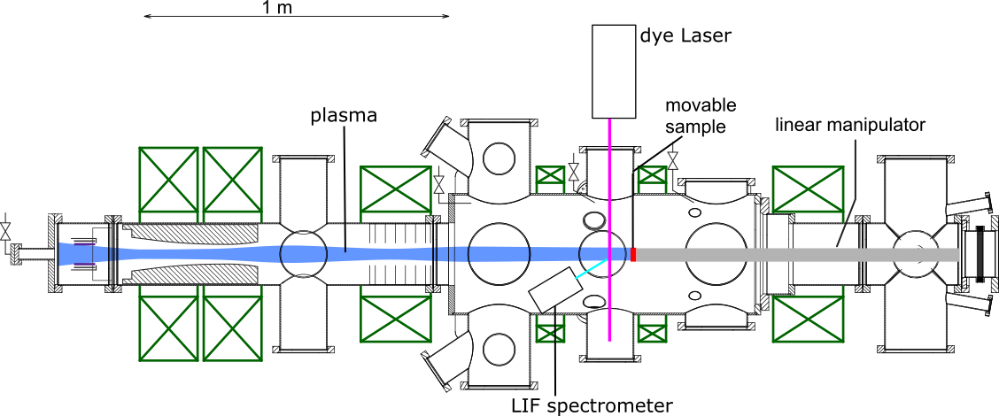 1 m
dye Laser
plasma
movable
sample
linear manipulator
LIF spectrometer